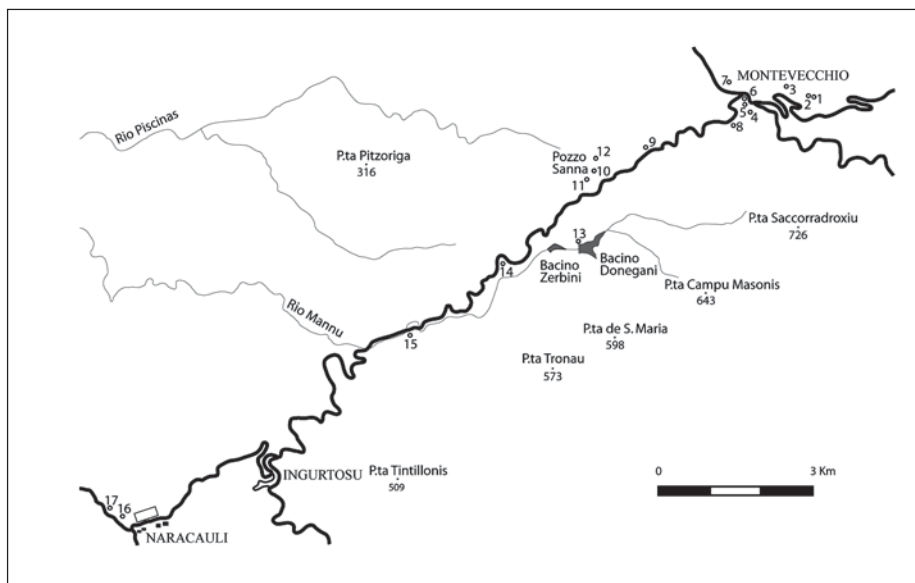 MONTEVECCHIO
7
3
6
2
1
5
4
8
Rio Piscinas
P.ta Pitzoriga
316
9
12
Pozzo
Sanna
10
11
P.ta Saccorradroxiu
726
13
Bacino
Zerbini
Bacino
Donegani
14
P.ta Campu Masonis
643
Rio Mannu
15
P.ta de S. Maria
598
P.ta Tronau
573
INGURTOSU
P.ta Tintillonis
509
0
3 Km
17
16
NARACAULI